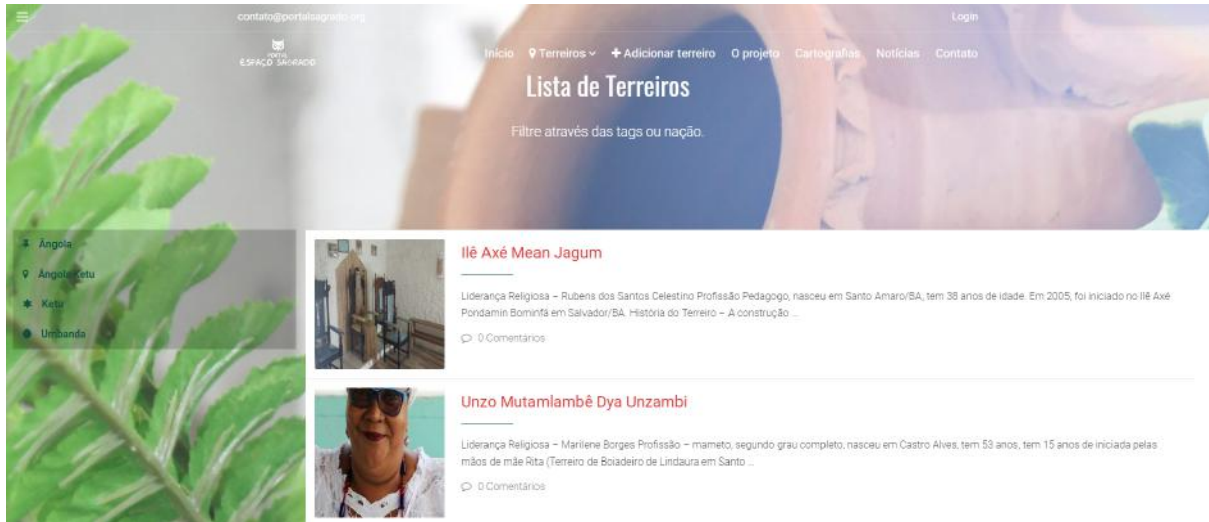 contato@portalsagrado.org
Login
PORTAL
ESPAÇO SAGRADO
Início Terreiros Adicionar terreiro O projeto Cartografias Notícias Contato
Lista de Terreiros
Filtre através das tags ou nação.
Ângola
Ângola Ketu
Ketu
Umbanda
Ilê Axé Mean Jagum
Liderança Religiosa – Rubens dos Santos Celestino Profissão Pedagogo, nasceu em Santo Amaro/BA, tem 38 anos de idade. Em 2005, foi iniciado no Ilê Axé
Pondamin Bominfá em Salvador/BA. História do Terreiro – A construção ...
0 Comentários
Unzo Mutamlambê Dya Unzambi
Liderança Religiosa – Marilene Borges Profissão – mameto, segundo grau completo, nasceu em Castro Alves, tem 53 anos, tem 15 anos de iniciada pelas
mãos de mãe Rita (Terreiro de Boiadeiro de Lindaura em Santo ...
0 Comentários